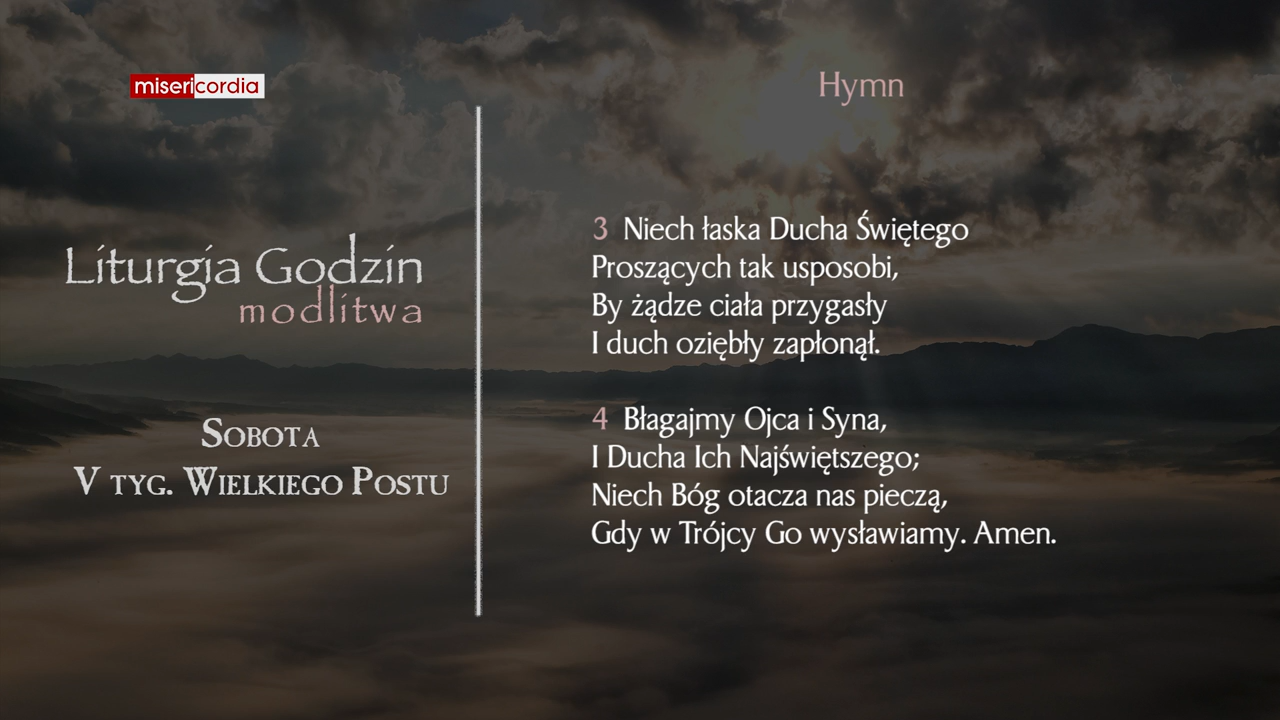 misericordia
Liturgia Godzin
modlitwa
Sobota
V tyg. Wielkiego Postu
Hymn
3 Niech łaska Ducha Świętego
Proszących tak usposobi,
By żądze ciała przygasły
I duch oziębły zapłonął.
4 Błagajmy Ojca i Syna,
I Ducha Ich Najświętszego;
Niech Bóg otacza nas pieczą,
Gdy w Trójcy Go wysławiamy. Amen.